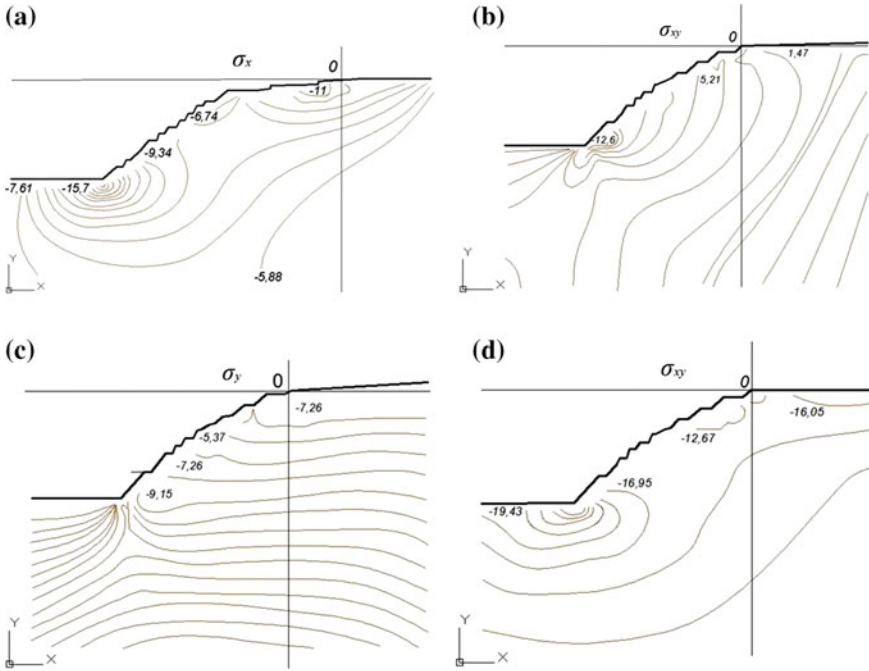 (a)
σx
0
-11
-6,74
-9,34
-7,61
-15,7
-5,88
Y
X
(b)
σxy
0
1,47
5,21
-12,6
Y
X
(c)
σy
0
-7,26
-5,37
-7,26
-9,15
Y
X
(d)
σxy
0
-16,05
-12,67
-16,95
-19,43
Y
X